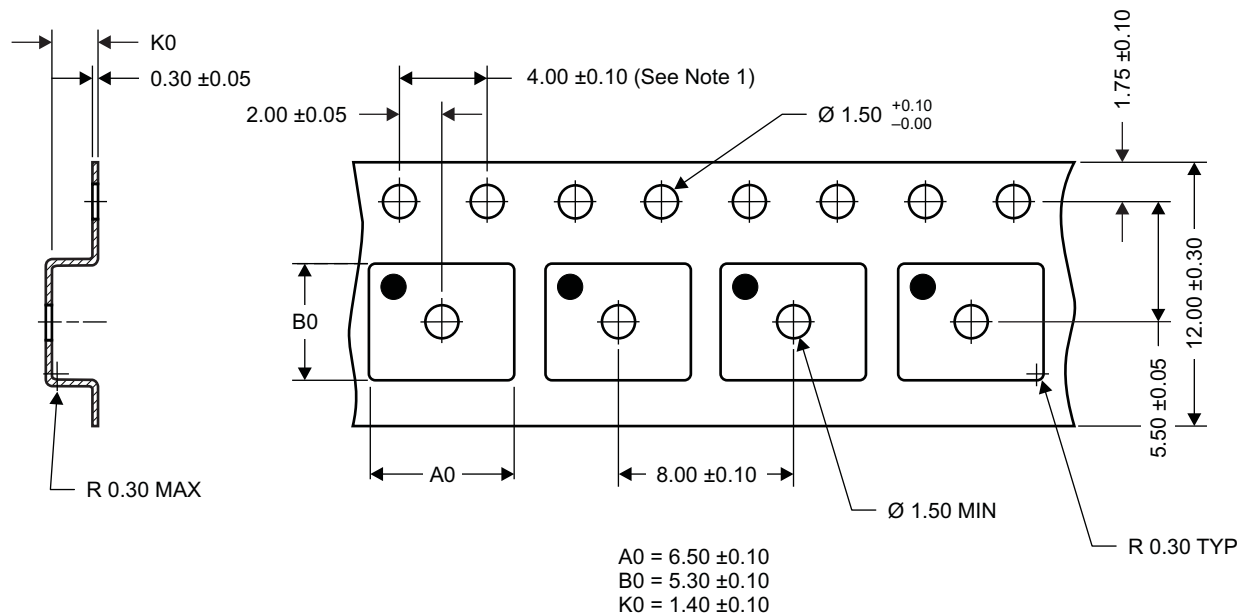 K0
0.30 ±0.05
4.00 ±0.10 (See Note 1)
2.00 ±0.05
Ø 1.50 +0.10 –0.00
1.75 ±0.10
B0
12.00 ±0.30
5.50 ±0.05
A0
8.00 ±0.10
R 0.30 MAX
Ø 1.50 MIN
R 0.30 TYP
A0 = 6.50 ±0.10
B0 = 5.30 ±0.10
K0 = 1.40 ±0.10